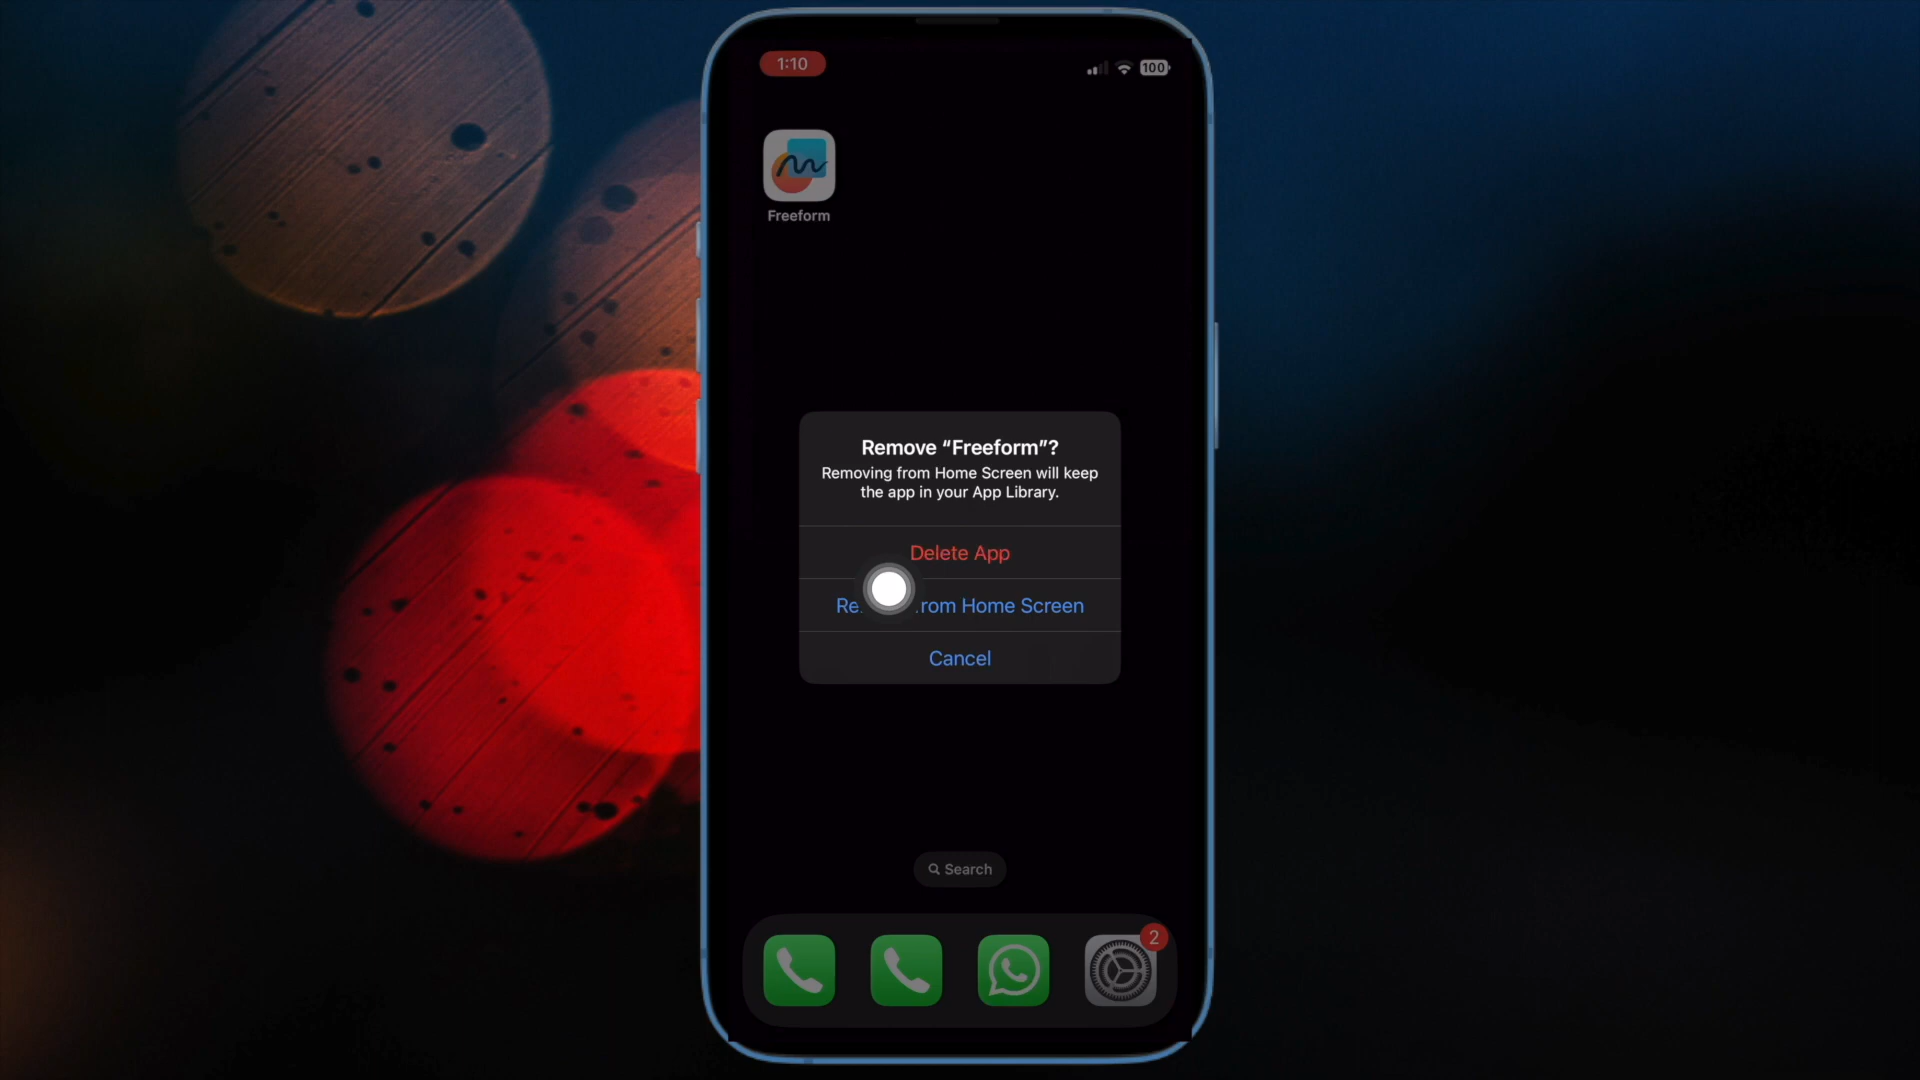 1:10
100
Freeform
Remove “Freeform”?
Removing from Home Screen will keep
the app in your App Library.
Delete App
Re rom Home Screen
Cancel
Search
2